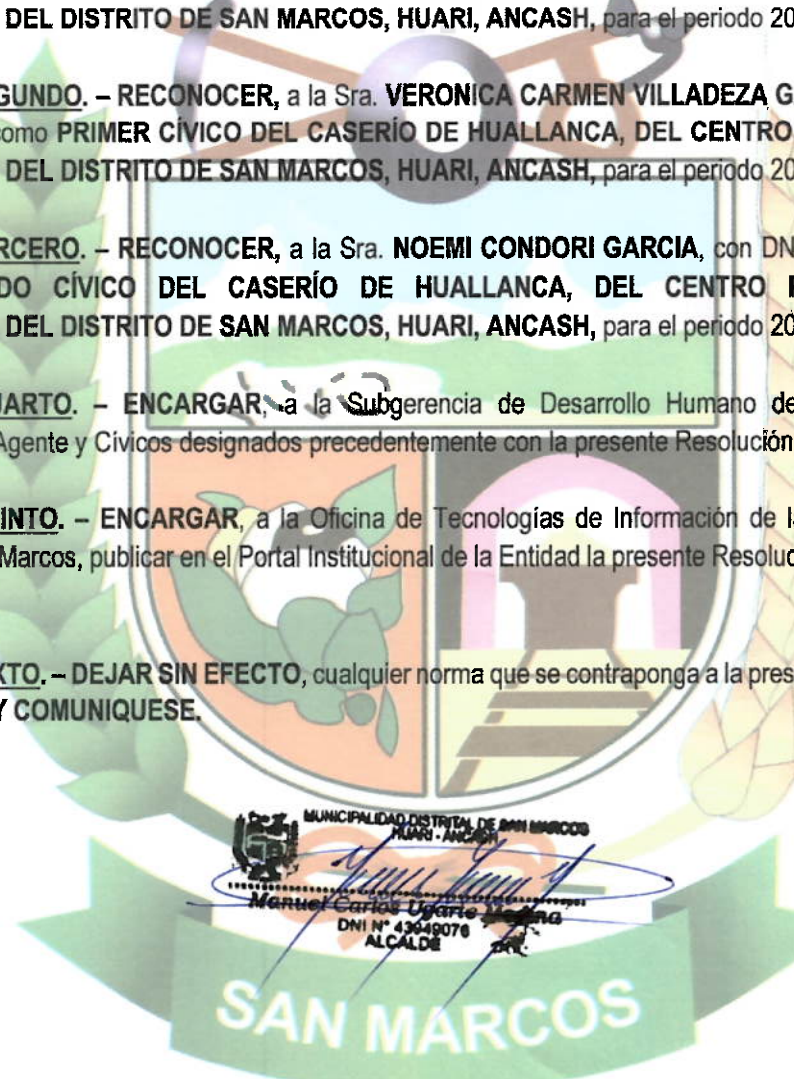 DEL DISTRITO DE SAN MARCOS, HUARI, ANCASH, para el periodo 20
GUNDO. – RECONOCER, a la Sra. VERONICA CARMEN VILLADEZA G
como PRIMER CÍVICO DEL CASERÍO DE HUALLANCA, DEL CENTRO
DEL DISTRITO DE SAN MARCOS, HUARI, ANCASH, para el periodo 20
RCERO. – RECONOCER, a la Sra. NOEMI CONDORI GARCIA, con DN
DO CÍVICO DEL CASERÍO DE HUALLANCA, DEL CENTRO
DEL DISTRITO DE SAN MARCOS, HUARI, ANCASH, para el periodo 20
UARTO. – ENCARGAR, a la Subgerencia de Desarrollo Humano de
Agente y Cívicos designados precedentemente con la presente Resolución
INTO. – ENCARGAR, a la Oficina de Tecnologías de Información de l
Marcos, publicar en el Portal Institucional de la Entidad la presente Resoluc
XTO. – DEJAR SIN EFECTO, cualquier norma que se contraponga a la pres
Y COMUNIQUESE.
MUNICIPALIDAD DISTRITAL DE SAN MARCOS
HUARI - ANCASH
Manuel Carlos Ugarte
DNI N° 43949076
ALCALDE
SAN MARCOS